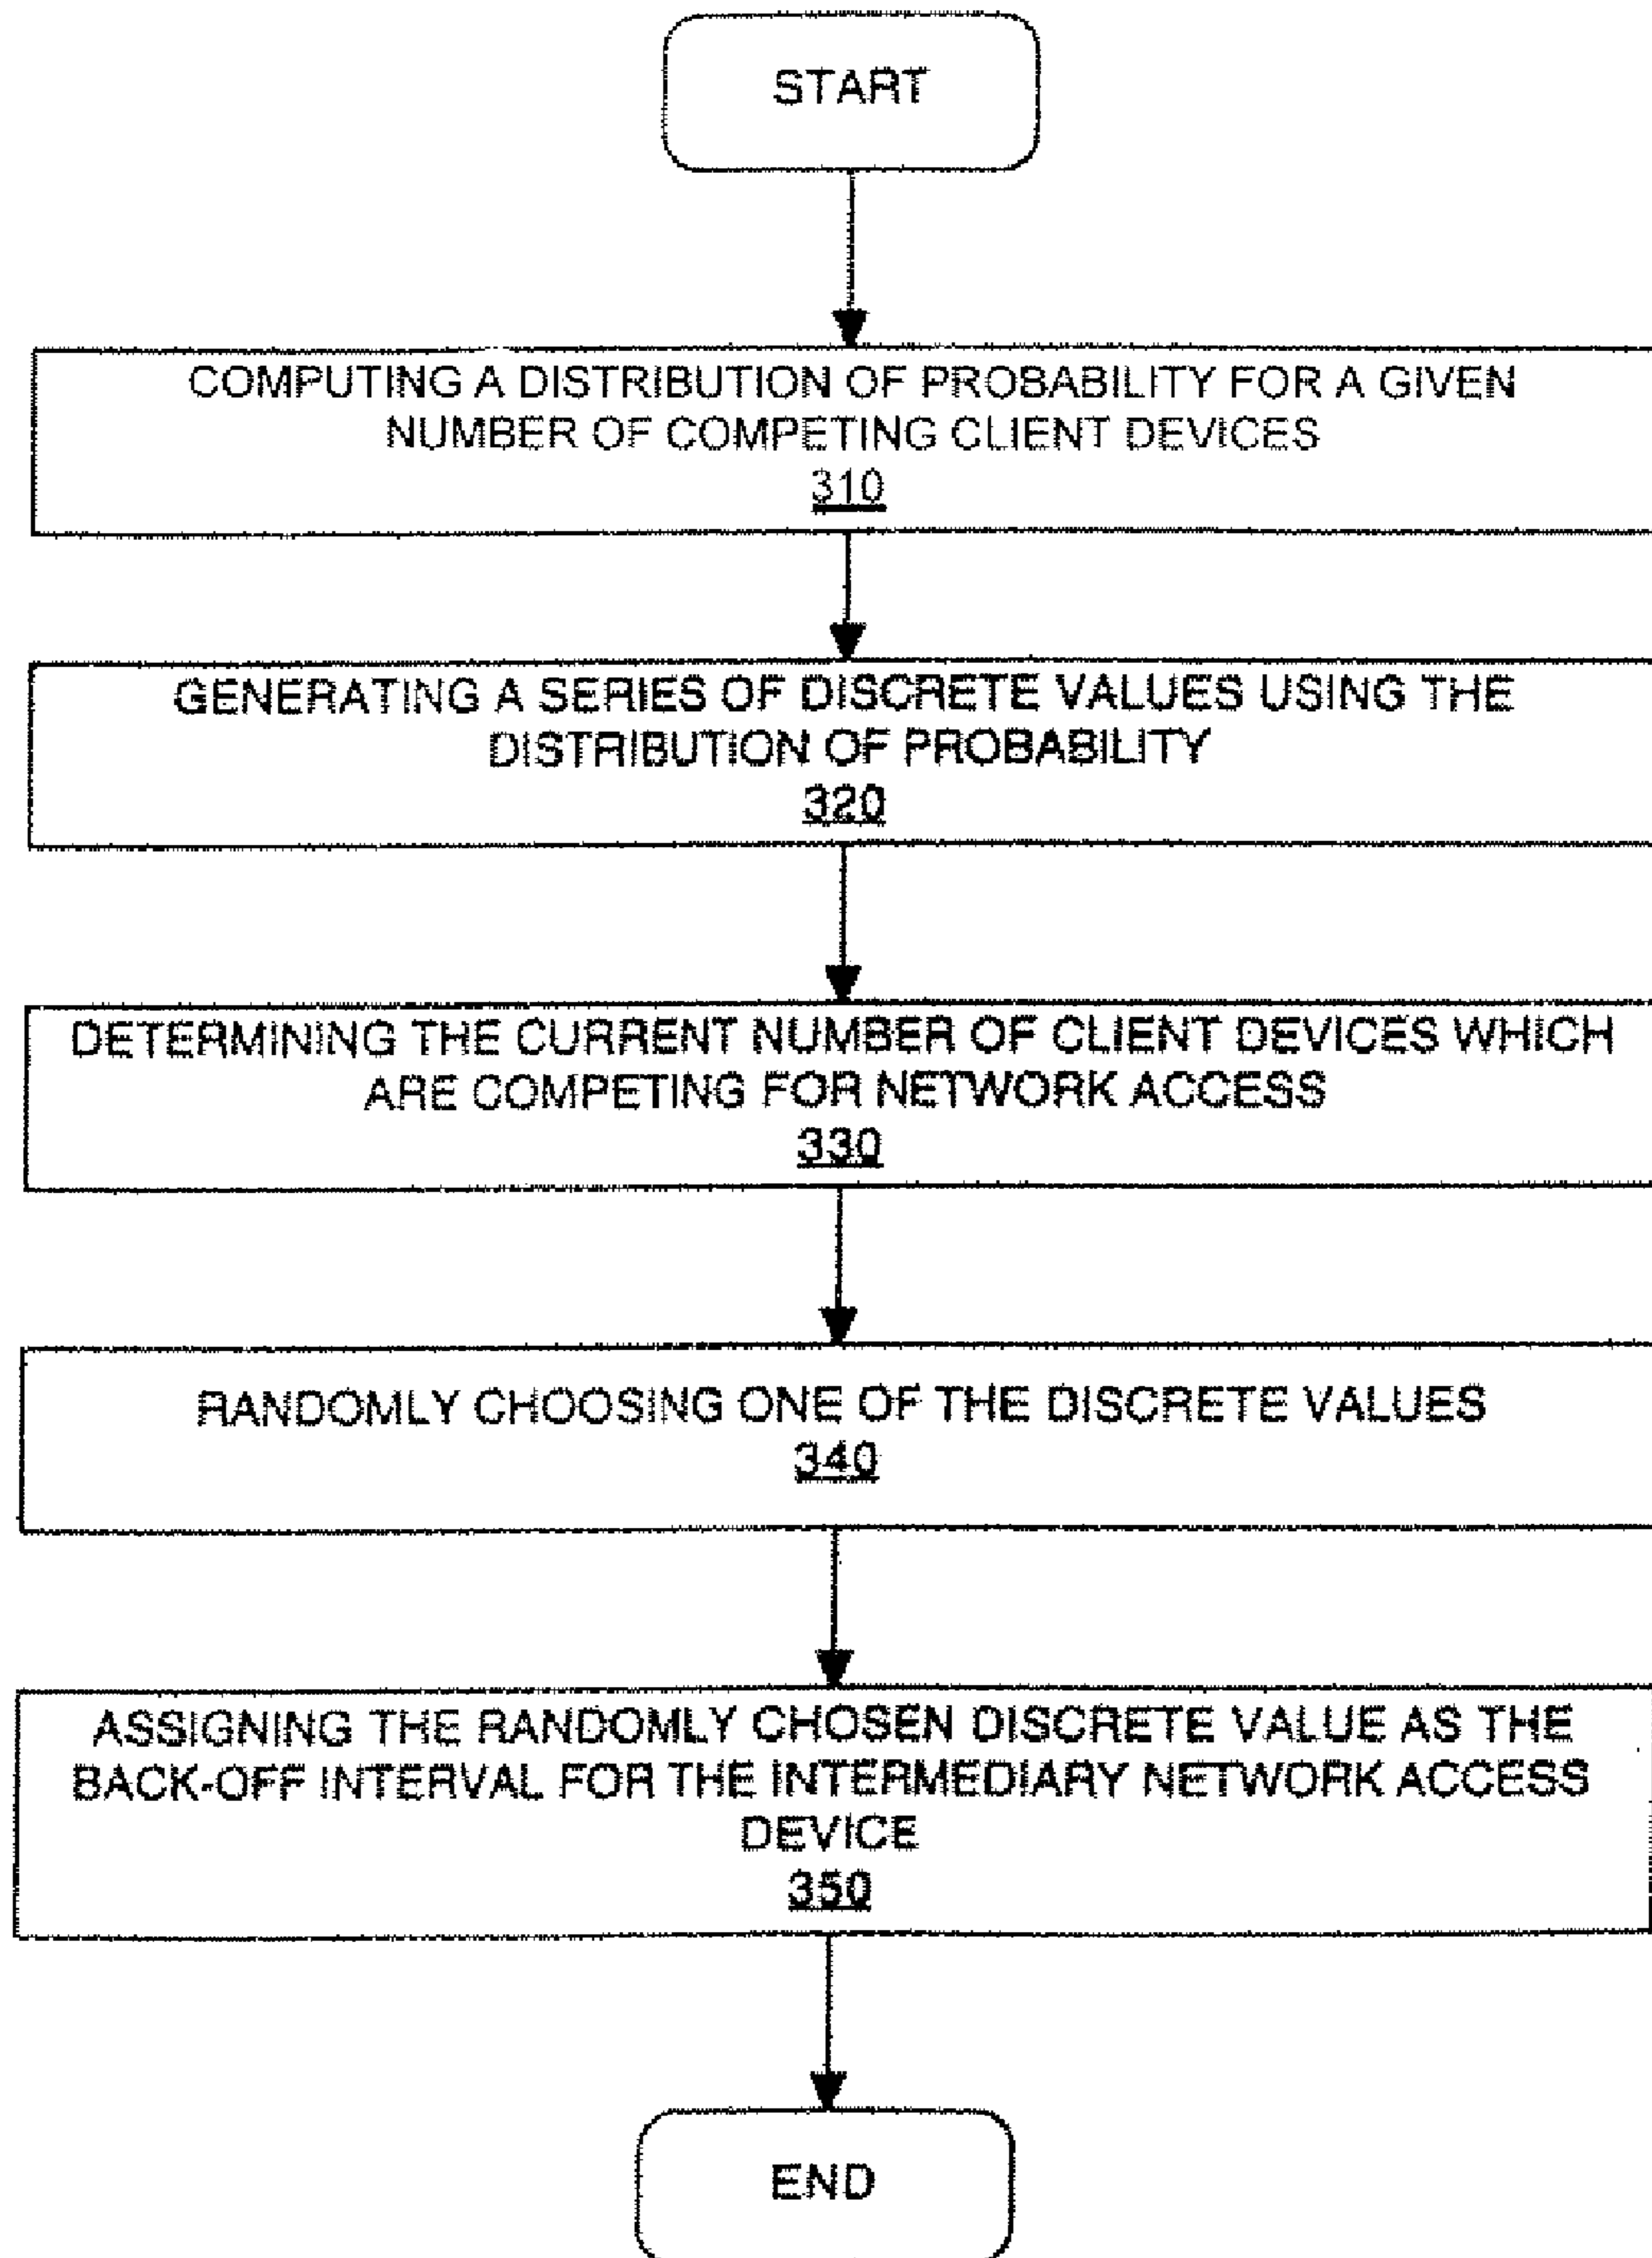 START
COMPUTING A DISTRIBUTION OF PROBABILITY FOR A GIVEN
NUMBER OF COMPETING CLIENT DEVICES
310
GENERATING A SERIES OF DISCRETE VALUES USING THE
DISTRIBUTION OF PROBABILITY
320
DETERMINING THE CURRENT NUMBER OF CLIENT DEVICES WHICH
ARE COMPETING FOR NETWORK ACCESS
330
RANDOMLY CHOOSING ONE OF THE DISCRETE VALUES
340
ASSIGNING THE RANDOMLY CHOSEN DISCRETE VALUE AS THE
BACK-OFF INTERVAL FOR THE INTERMEDIARY NETWORK ACCESS
DEVICE
350
END